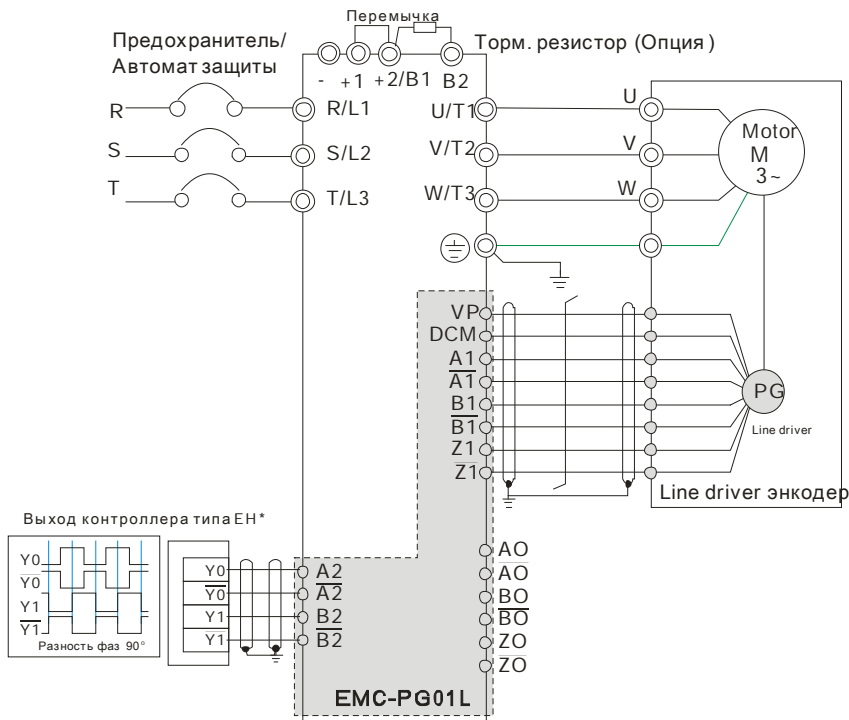 Перемычка
Предохранитель/
Автомат защиты
Торм. резистор (Опция)
- +1 +2/B1 B2
R R/L1 U/T1 U
S S/L2 V/T2 V
T T/L3 W/T3 W
Motor
M
3~
VP
DCM
A1
A1
B1
B1
Z1
Z1
PG
Line driver
Line driver энкодер
Выход контроллера типа EH*
Y0
Y0
Y1
Y1
Разность фаз 90°
Y0 A2
Y0 A2
Y1 B2
Y1 B2
AO
AO
BO
BO
ZO
ZO
EMC-PG01L